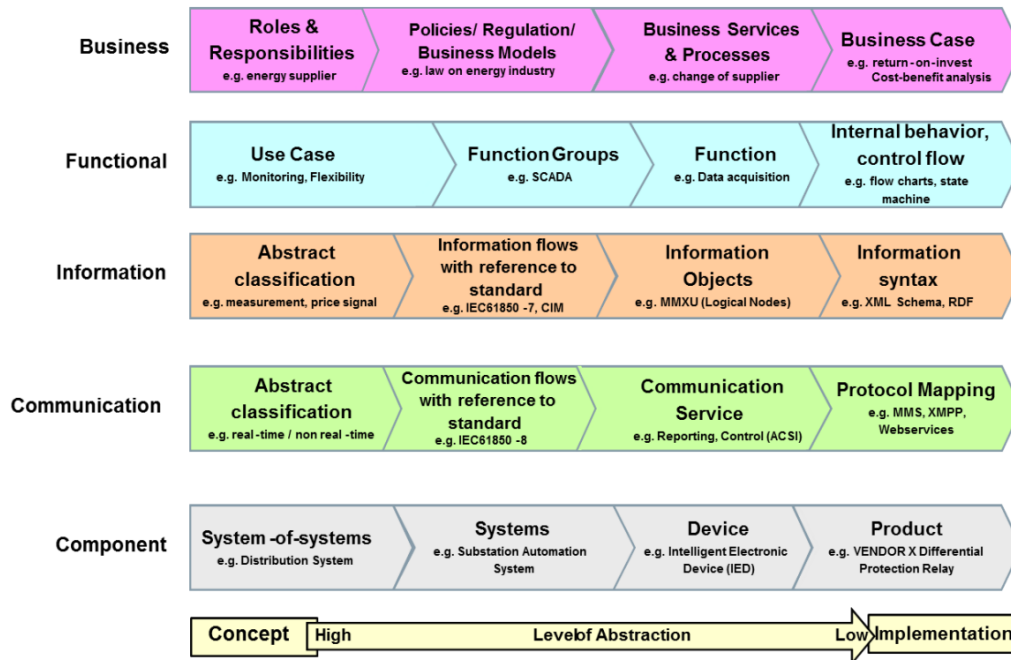 Business
Roles &
Responsibilities
e.g. energy supplier
Policies/ Regulation/
Business Models
e.g. law on energy industry
Business Services
& Processes
e.g. change of supplier
Business Case
e.g. return -on-invest
Cost-benefit analysis
Functional
Use Case
e.g. Monitoring, Flexibility
Function Groups
e.g. SCADA
Function
e.g. Data acquisition
Internal behavior,
control flow
e.g. flow charts, state
machine
Information
Abstract
classification
e.g. measurement, price signal
Information flows
with reference to
standard
e.g. IEC61850 -7, CIM
Information
Objects
e.g. MMXU (Logical Nodes)
Information
syntax
e.g. XML Schema, RDF
Communication
Abstract
classification
e.g. real -time / non real -time
Communication flows
with reference to
standard
e.g. IEC61850 -8
Communication
Service
e.g. Reporting, Control (ACSI)
Protocol Mapping
e.g. MMS, XMPP,
Webservices
Component
System -of-systems
e.g. Distribution System
Systems
e.g. Substation Automation
System
Device
e.g. Intelligent Electronic
Device (IED)
Product
e.g. VENDOR X Differential
Protection Relay
Concept
High
Level of Abstraction
Low
Implementation